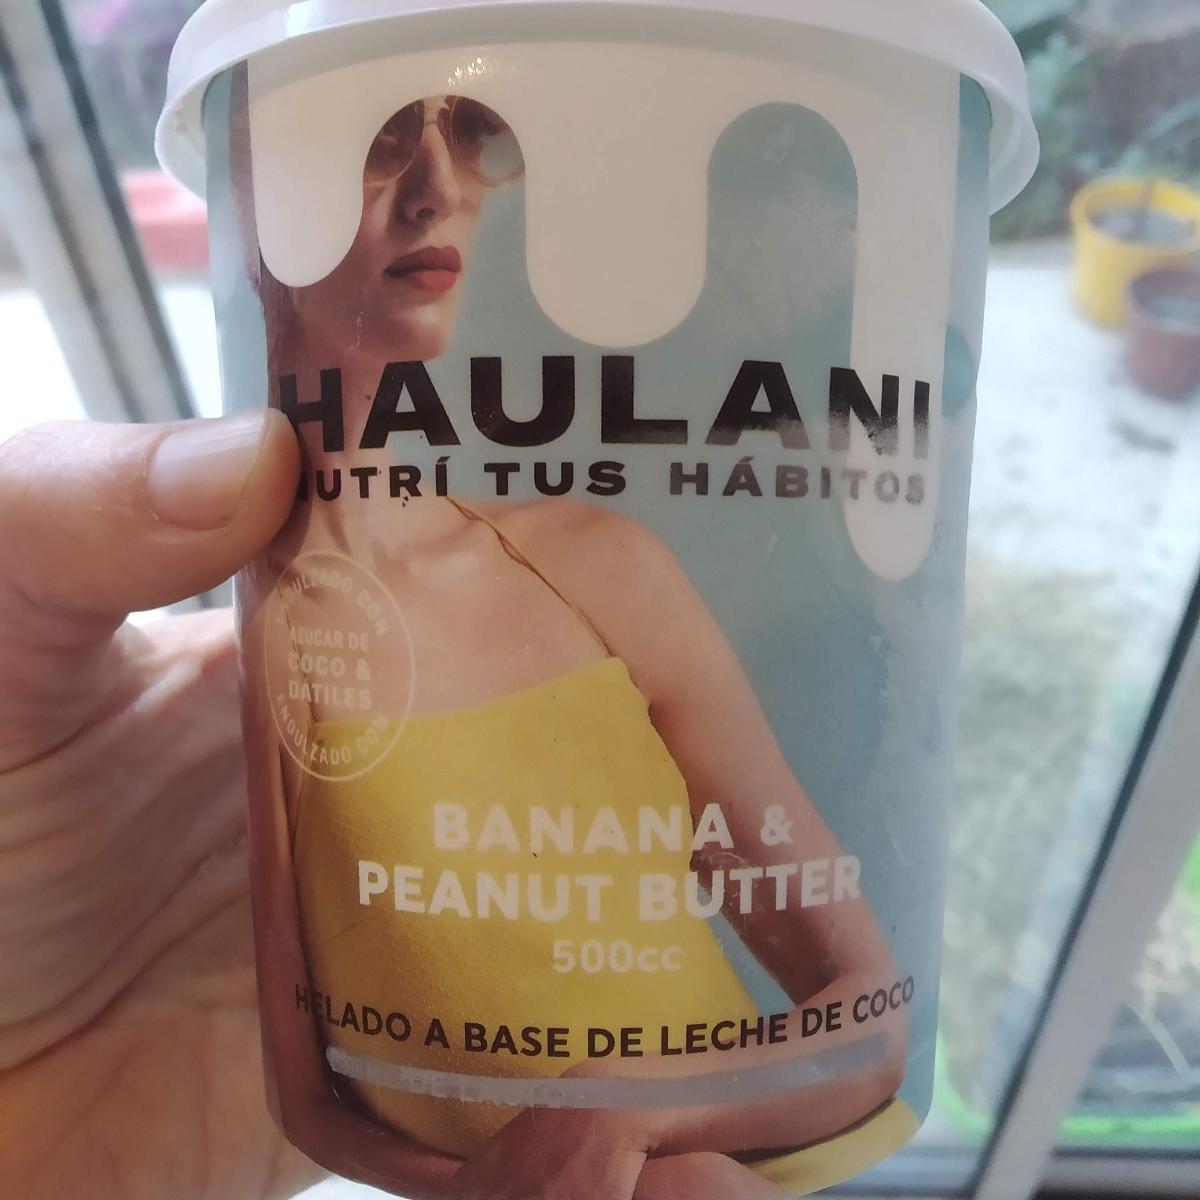 HAULANI
NUTRÍ TUS HÁBITOS
ENDULZADO CON
AZUCAR DE
COCO &
DÁTILES
ENDULZADO CON
BANANA &
PEANUT BUTTER
500cc
HELADO A BASE DE LECHE DE COCO